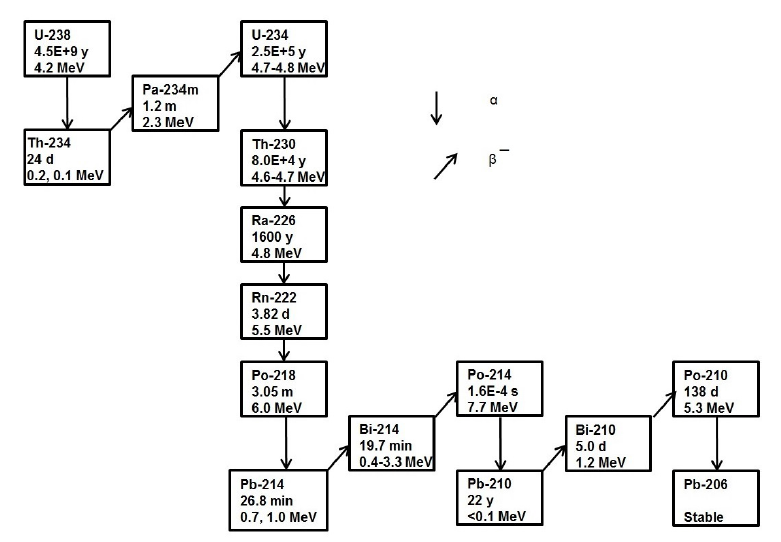 U-238
4.5E+9 y
4.2 MeV
U-234
2.5E+5 y
4.7-4.8 MeV
Pa-234m
1.2 m
2.3 MeV
Th-234
24 d
0.2, 0.1 MeV
α
β−
Th-230
8.0E+4 y
4.6-4.7 MeV
Ra-226
1600 y
4.8 MeV
Rn-222
3.82 d
5.5 MeV
Po-218
3.05 m
6.0 MeV
Pb-214
26.8 min
0.7, 1.0 MeV
Bi-214
19.7 min
0.4-3.3 MeV
Po-214
1.6E-4 s
7.7 MeV
Pb-210
22 y
<0.1 MeV
Bi-210
5.0 d
1.2 MeV
Po-210
138 d
5.3 MeV
Pb-206
Stable